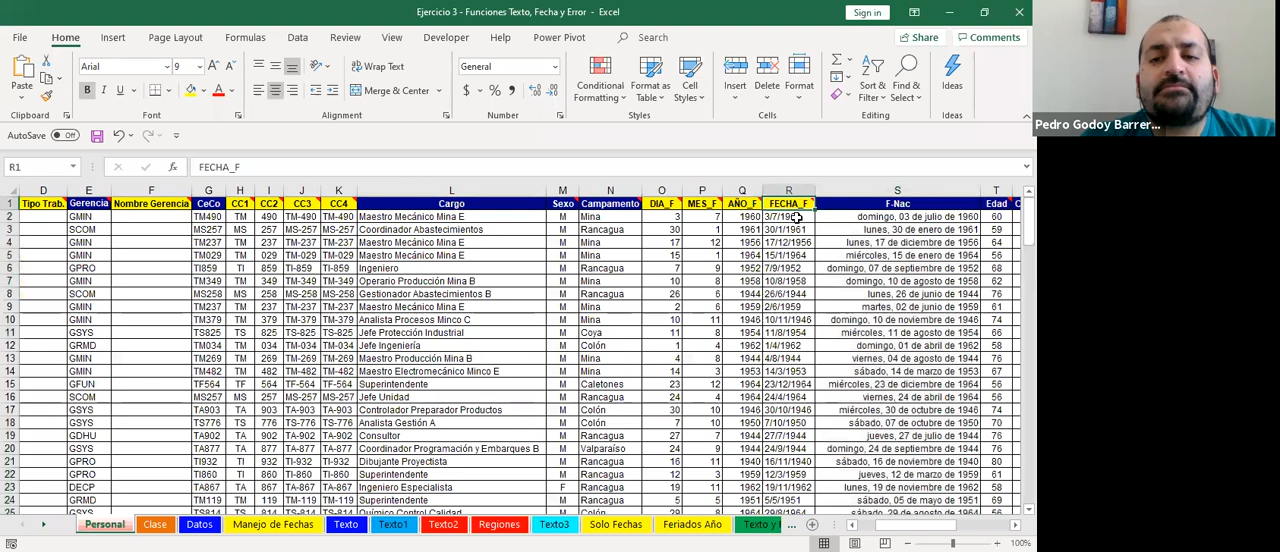 Ejercicio 3 - Funciones Texto, Fecha y Error - Excel
Sign in
File Home Insert Page Layout Formulas Data Review View Developer Help Power Pivot Search Share Comments
Arial 9 Wrap Text General
Paste Merge & Center Conditional Formatting Format as Table Cell Styles Insert Delete Format Sort & Filter Find & Select Ideas
Clipboard Font Alignment Number Styles Cells Editing Ideas
AutoSave Off
R1 FECHA_F
D E F G H I J K L M N O P Q R S T
1 Tipo Trab. Gerencia Nombre Gerencia CeCo CC1 CC2 CC3 CC4 Cargo Sexo Campamento DIA_F MES_F AÑO_F FECHA_F F-Nac Edad
2 GMIN TM490 TM 490 TM-490 TM-490 Maestro Mecánico Mina E M Mina 3 7 1960 3/7/1960 domingo, 03 de julio de 1960 60
3 SCOM MS257 MS 257 MS-257 MS-257 Coordinador Abastecimientos M Rancagua 30 1 1961 30/1/1961 lunes, 30 de enero de 1961 59
4 GMIN TM237 TM 237 TM-237 TM-237 Maestro Mecánico Mina E M Mina 17 12 1956 17/12/1956 lunes, 17 de diciembre de 1956 64
5 GMIN TM029 TM 029 TM-029 TM-029 Maestro Mecánico Mina E M Mina 15 1 1964 15/1/1964 miércoles, 15 de enero de 1964 56
6 GPRO TI859 TI 859 TI-859 TI-859 Ingeniero M Rancagua 7 9 1952 7/9/1952 domingo, 07 de septiembre de 1952 68
7 GMIN TM349 TM 349 TM-349 TM-349 Operario Producción Mina B M Mina 10 8 1958 10/8/1958 domingo, 10 de agosto de 1958 62
8 SCOM MS258 MS 258 MS-258 MS-258 Gestionador Abastecimientos B M Rancagua 26 6 1944 26/6/1944 lunes, 26 de junio de 1944 76
9 GMIN TM237 TM 237 TM-237 TM-237 Maestro Mecánico Mina E M Mina 2 6 1959 2/6/1959 martes, 02 de junio de 1959 61
10 GMIN TM379 TM 379 TM-379 TM-379 Analista Procesos Minco C M Mina 10 11 1946 10/11/1946 domingo, 10 de noviembre de 1946 74
11 GSYS TS825 TS 825 TS-825 TS-825 Jefe Protección Industrial M Coya 11 8 1954 11/8/1954 miércoles, 11 de agosto de 1954 66
12 GRMD TM034 TM 034 TM-034 TM-034 Jefe Ingeniería M Colón 1 4 1962 1/4/1962 domingo, 01 de abril de 1962 58
13 GMIN TM269 TM 269 TM-269 TM-269 Maestro Producción Mina B M Mina 4 8 1944 4/8/1944 viernes, 04 de agosto de 1944 76
14 GMIN TM482 TM 482 TM-482 TM-482 Maestro Electromecánico Minco E M Mina 14 3 1953 14/3/1953 sábado, 14 de marzo de 1953 67
15 GFUN TF564 TF 564 TF-564 TF-564 Superintendente M Caletones 23 12 1964 23/12/1964 miércoles, 23 de diciembre de 1964 56
16 SCOM MS257 MS 257 MS-257 MS-257 Jefe Unidad M Rancagua 24 4 1964 24/4/1964 viernes, 24 de abril de 1964 56
17 GSYS TA903 TA 903 TA-903 TA-903 Controlador Preparador Productos M Colón 30 10 1946 30/10/1946 miércoles, 30 de octubre de 1946 74
18 GSYS TS776 TS 776 TS-776 TS-776 Analista Gestión A M Colón 7 10 1950 7/10/1950 sábado, 07 de octubre de 1950 70
19 GDHU TA902 TA 902 TA-902 TA-902 Consultor M Rancagua 27 7 1944 27/7/1944 jueves, 27 de julio de 1944 76
20 GSYS TA877 TA 877 TA-877 TA-877 Coordinador Programación y Embarques B M Valparaíso 24 9 1944 24/9/1944 domingo, 24 de septiembre de 1944 76
21 GPRO TI932 TI 932 TI-932 TI-932 Dibujante Proyectista M Rancagua 16 11 1940 16/11/1940 sábado, 16 de noviembre de 1940 80
22 GPRO TI860 TI 860 TI-860 TI-860 Superintendente M Rancagua 12 3 1959 12/3/1959 jueves, 12 de marzo de 1959 61
23 DECP TA867 TA 867 TA-867 TA-867 Ingeniero Especialista F Rancagua 19 11 1962 19/11/1962 lunes, 19 de noviembre de 1962 58
24 GRMD TM119 TM 119 TM-119 TM-119 Superintendente M Rancagua 5 5 1951 5/5/1951 sábado, 05 de mayo de 1951 69
Personal Clase Datos Manejo de Fechas Texto Texto1 Texto2 Regiones Texto3 Solo Fechas Feriados Año Texto y ...
100%
Pedro Godoy Barrer...